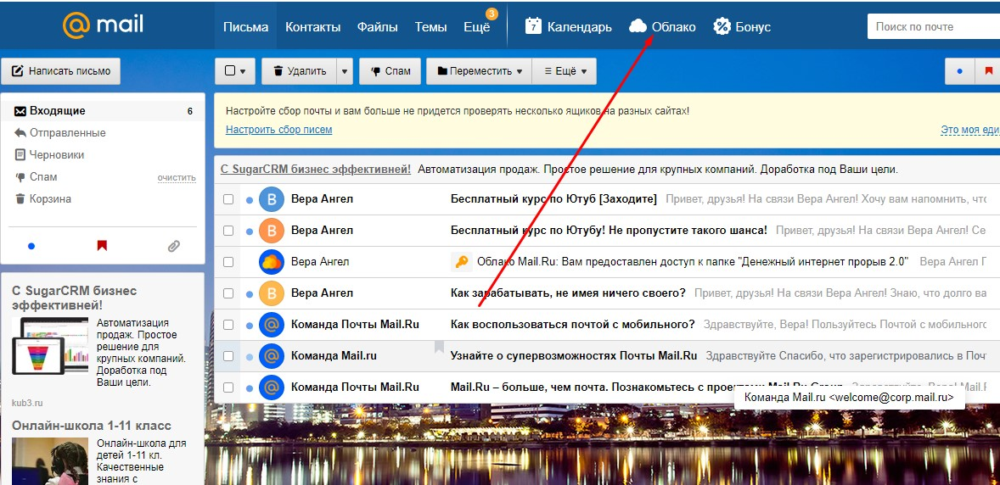 @ mail
Письма Контакты Файлы Темы Ещё 3 7 Календарь Облако % Бонус Поиск по почте
Написать письмо Удалить Спам Переместить Ещё
Входящие 6
Отправленные
Черновики
Спам очистить
Корзина
С SugarCRM бизнес
эффективней!
Автоматизация
продаж. Простое
решение для
крупных компаний.
Доработка под
Ваши цели.
kub3.ru
Онлайн-школа 1-11 класс
Онлайн-школа для
детей 1-11 кл.
Качественные
знания с
Настройте сбор почты и вам больше не придется проверять несколько ящиков на разных сайтах!
Настроить сбор писем Это моя еди
С SugarCRM бизнес эффективней! Автоматизация продаж. Простое решение для крупных компаний. Доработка под Ваши цели.
В Вера Ангел Бесплатный курс по Ютуб [Заходите] Привет, друзья! На связи Вера Ангел! Хочу вам напомнить, что
В Вера Ангел Бесплатный курс по Ютубу! Не пропустите такого шанса! Привет, друзья! На связи Вера Ангел! Се
Вера Ангел Облако Mail.Ru: Вам предоставлен доступ к папке "Денежный интернет прорыв 2.0" Вера Ангел П
В Вера Ангел Как зарабатывать, не имея ничего своего? Привет, друзья! На связи Вера Ангел! Знаю, что долго ва
@ Команда Почты Mail.Ru Как воспользоваться почтой с мобильного? Здравствуйте, Вера! Пользуйтесь Почтой с мобильного
@ Команда Mail.ru Узнайте о супервозможностях Почты Mail.Ru Здравствуйте Спасибо, что зарегистрировались в Поч
@ Команда Почты Mail.Ru Mail.Ru – больше, чем почта. Познакомьтесь с проектами Mail.Ru Group Здравствуйте, Вера! Mail.F
Команда Mail.ru <welcome@corp.mail.ru>